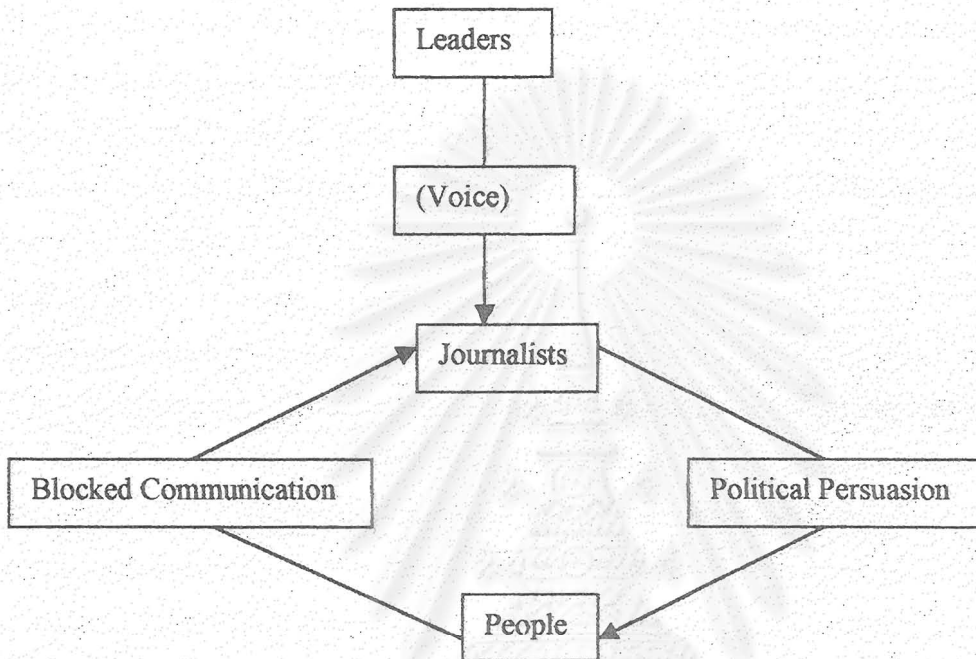 Leaders
(Voice)
Journalists
Blocked Communication
Political Persuasion
People